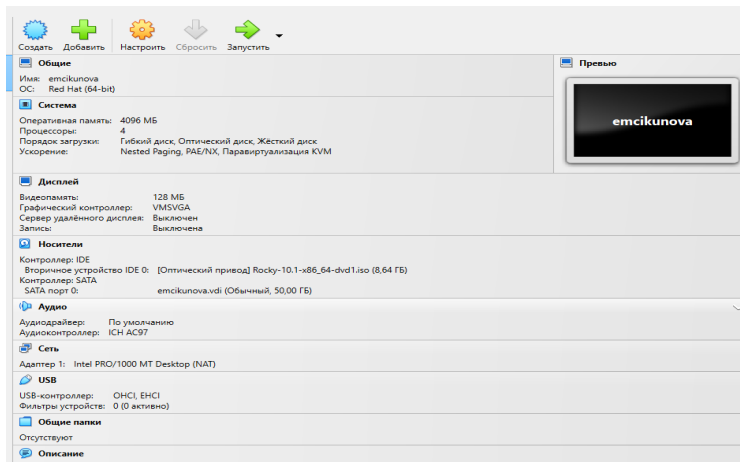 Создать Добавить Настроить Сбросить Запустить
Общие
Имя: emcikunova
ОС: Red Hat (64-bit)
Превью
emcikunova
Система
Оперативная память: 4096 МБ
Процессоры: 4
Порядок загрузки: Гибкий диск, Оптический диск, Жёсткий диск
Ускорение: Nested Paging, PAE/NX, Паравиртуализация KVM
Дисплей
Видеопамять: 128 МБ
Графический контроллер: VMSVGA
Сервер удалённого дисплея: Выключен
Запись: Выключена
Носители
Контроллер: IDE
Вторичное устройство IDE 0: [Оптический привод] Rocky-10.1-x86_64-dvd1.iso (8,64 ГБ)
Контроллер: SATA
SATA порт 0: emcikunova.vdi (Обычный, 50,00 ГБ)
Аудио
Аудиодрайвер: По умолчанию
Аудиоконтроллер: ICH AC97
Сеть
Адаптер 1: Intel PRO/1000 MT Desktop (NAT)
USB
USB-контроллер: OHCI, EHCI
Фильтры устройств: 0 (0 активно)
Общие папки
Отсутствуют
Описание